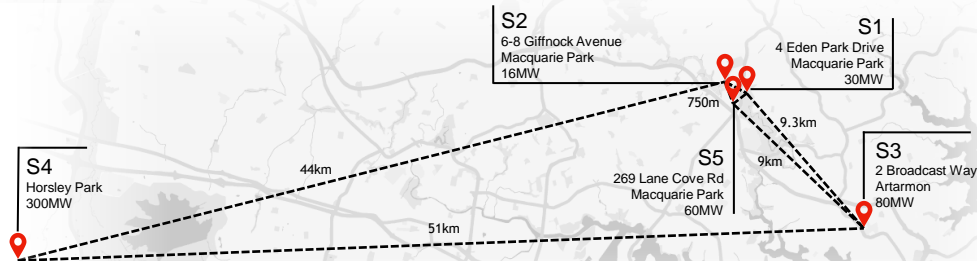 S2
6-8 Giffnock Avenue
Macquarie Park
16MW
S1
4 Eden Park Drive
Macquarie Park
30MW
750m
9.3km
S4
Horsley Park
300MW
44km
S5
269 Lane Cove Rd
Macquarie Park
60MW
9km
S3
2 Broadcast Way
Artarmon
80MW
51km